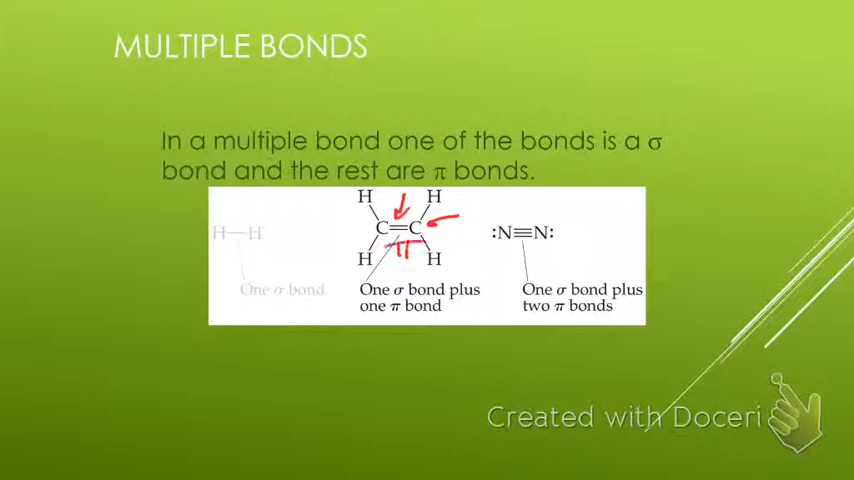 MULTIPLE BONDS
In a multiple bond one of the bonds is a σ
bond and the rest are π bonds.
H H
H—H C=C :N≡N:
π
H H
One σ bond One σ bond plus One σ bond plus
one π bond two π bonds
Created with Doceri